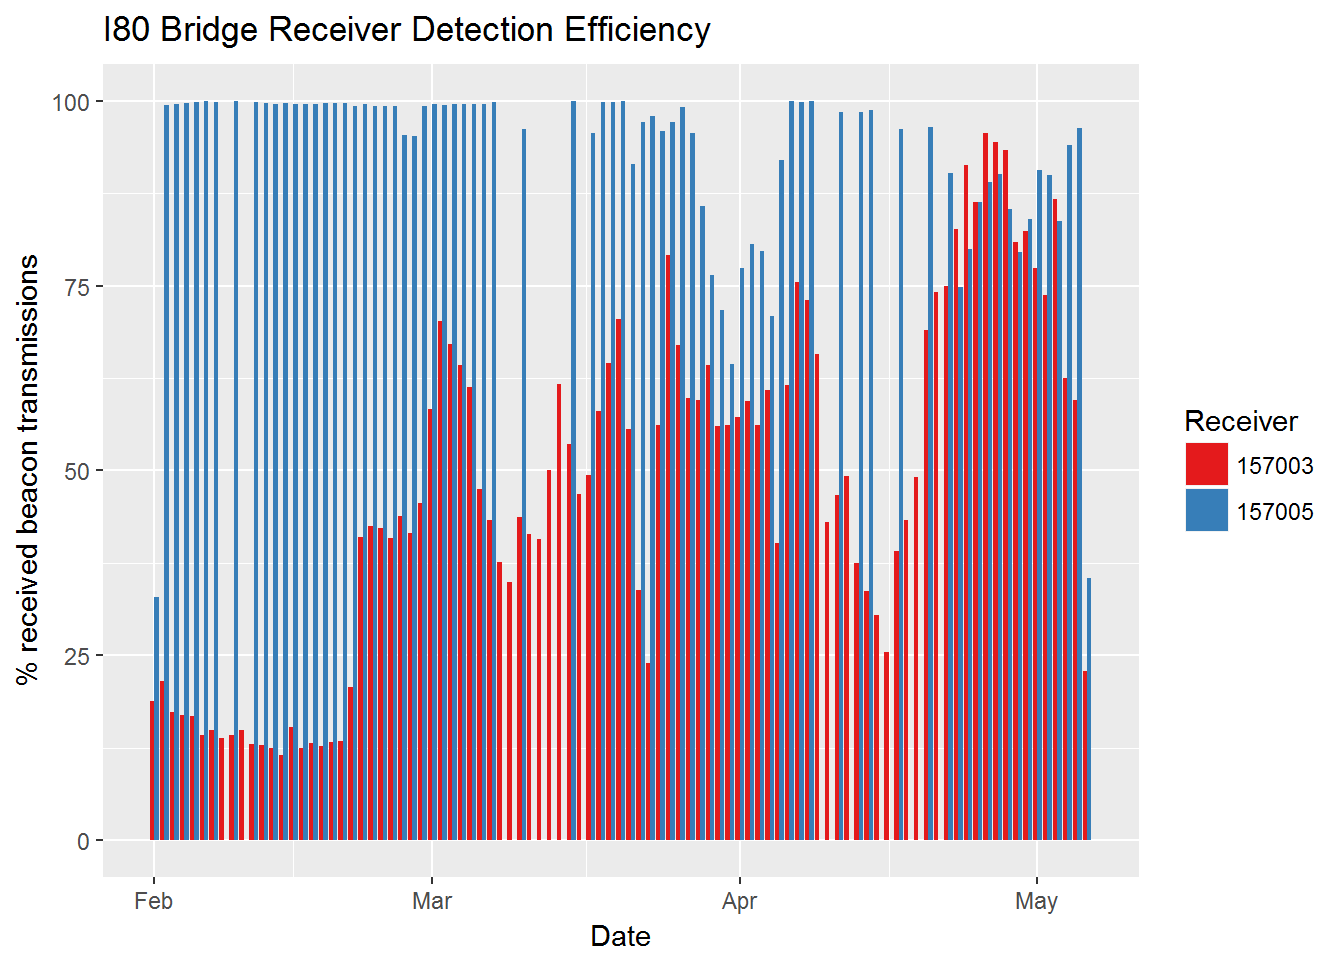 I80 Bridge Receiver Detection Efficiency
% received beacon transmissions
100
75
50
25
0
Feb
Mar
Apr
May
Date
Receiver
157003
157005